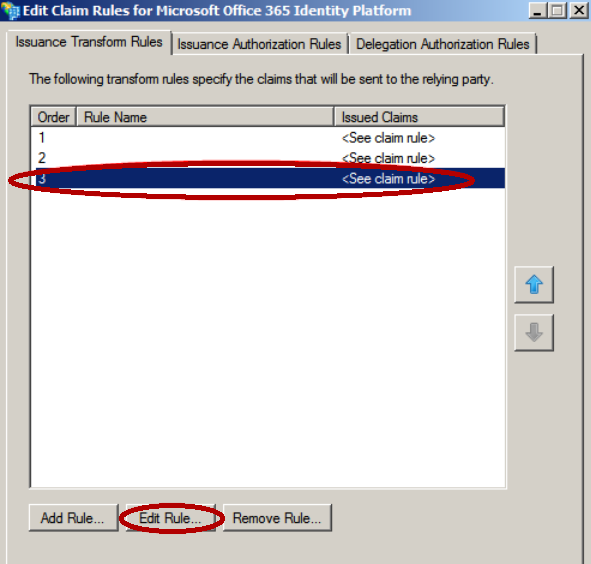 Edit Claim Rules for Microsoft Office 365 Identity Platform
Issuance Transform Rules Issuance Authorization Rules Delegation Authorization Rules
The following transform rules specify the claims that will be sent to the relying party.
Order Rule Name Issued Claims
1 <See claim rule>
2 <See claim rule>
3 <See claim rule>
Add Rule... Edit Rule... Remove Rule...